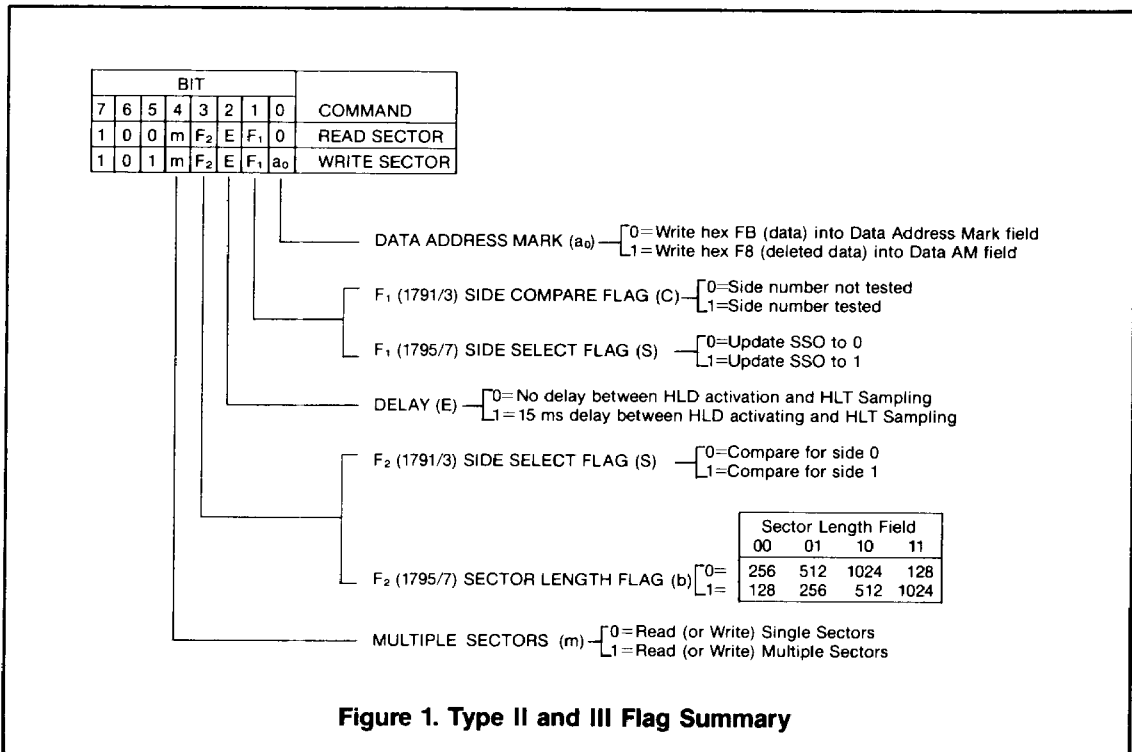 BIT
7 6 5 4 3 2 1 0 COMMAND
1 0 0 m F₂ E F₁ 0 READ SECTOR
1 0 1 m F₂ E F₁ a₀ WRITE SECTOR
DATA ADDRESS MARK (a₀) 0=Write hex FB (data) into Data Address Mark field
1=Write hex F8 (deleted data) into Data AM field
F₁ (1791/3) SIDE COMPARE FLAG (C) 0=Side number not tested
1=Side number tested
F₁ (1795/7) SIDE SELECT FLAG (S) 0=Update SSO to 0
1=Update SSO to 1
DELAY (E) 0=No delay between HLD activation and HLT Sampling
1=15 ms delay between HLD activating and HLT Sampling
F₂ (1791/3) SIDE SELECT FLAG (S) 0=Compare for side 0
1=Compare for side 1
Sector Length Field
00 01 10 11
F₂ (1795/7) SECTOR LENGTH FLAG (b) 0= 256 512 1024 128
1= 128 256 512 1024
MULTIPLE SECTORS (m) 0=Read (or Write) Single Sectors
1=Read (or Write) Multiple Sectors
Figure 1. Type II and III Flag Summary